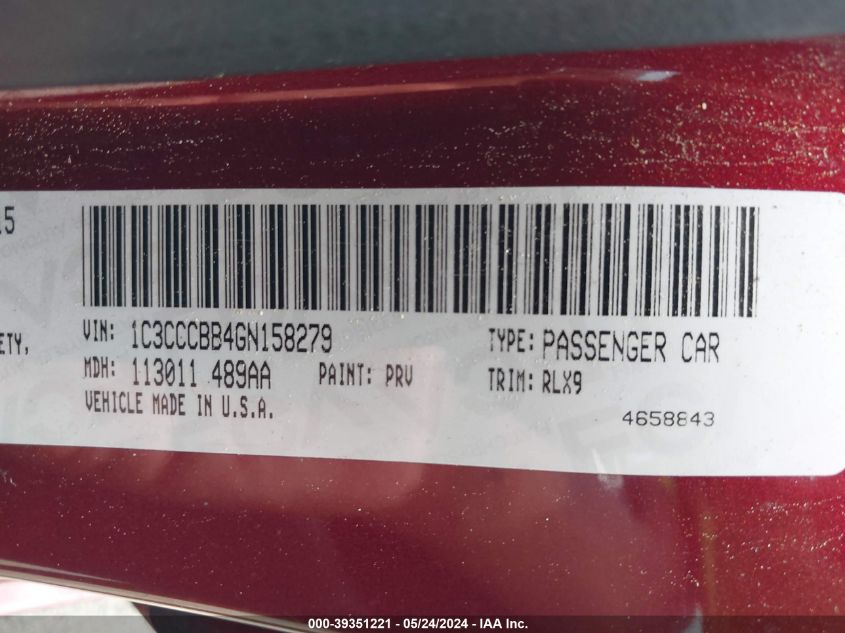 15
ETY,
VIN: 1C3CCCBB4GN158279
TYPE: PASSENGER CAR
MDH: 113011 489AA
PAINT: PRV
TRIM: RLX9
VEHICLE MADE IN U.S.A.
4658843
000-39351221 - 05/24/2024 - IAA Inc.